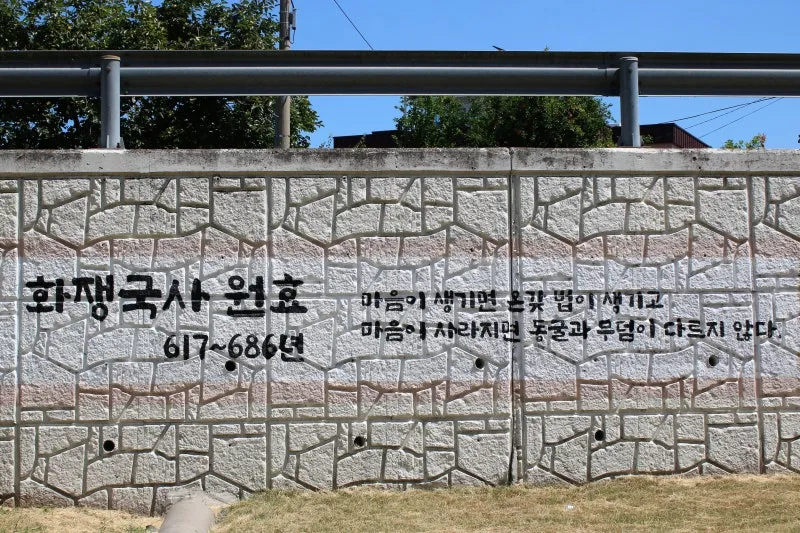 화쟁국사 원효
617~686년
마음이 생기면 온갖 법이 생기고
마음이 사라지면 동굴과 무덤이 다르지 않다.